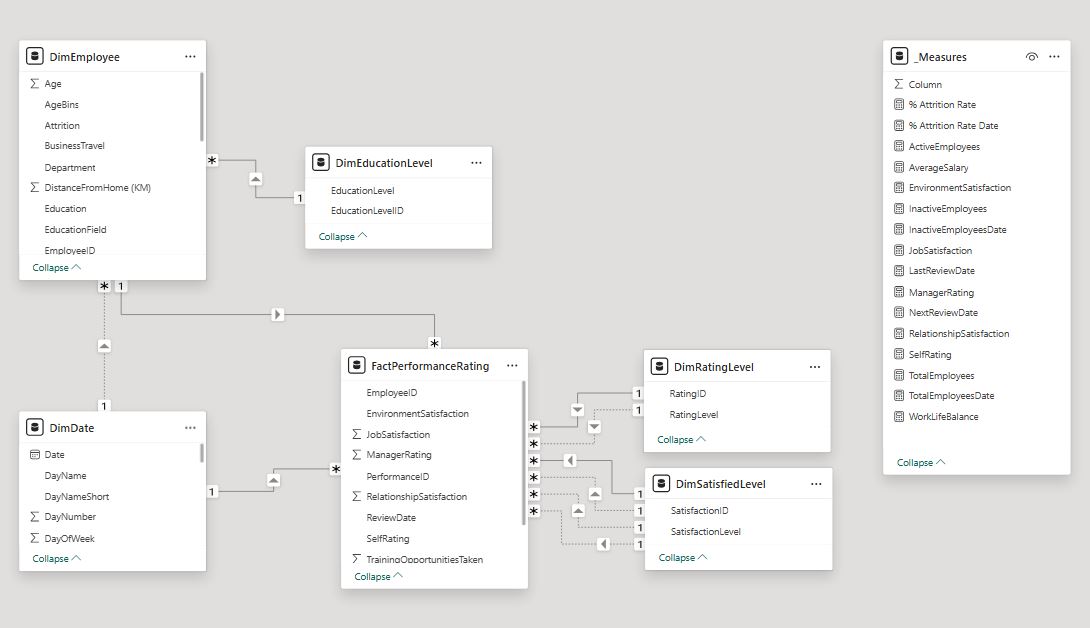 DimEmployee
Age
AgeBins
Attrition
BusinessTravel
Department
DistanceFromHome (KM)
Education
EducationField
EmployeeID
Collapse
*
1
DimEducationLevel
EducationLevel
EducationLevelID
Collapse
_Measures
Column
% Attrition Rate
% Attrition Rate Date
ActiveEmployees
AverageSalary
EnvironmentSatisfaction
InactiveEmployees
InactiveEmployeesDate
JobSatisfaction
LastReviewDate
ManagerRating
NextReviewDate
RelationshipSatisfaction
SelfRating
TotalEmployees
TotalEmployeesDate
WorkLifeBalance
Collapse
* 1
*
1
DimDate
Date
DayName
DayNameShort
DayNumber
DayOfWeek
Collapse
1
*
FactPerformanceRating
EmployeeID
EnvironmentSatisfaction
JobSatisfaction
ManagerRating
PerformanceID
RelationshipSatisfaction
ReviewDate
SelfRating
TrainingOpportunitiesTaken
Collapse
*
*
*
*
*
*
1
1
DimRatingLevel
RatingID
RatingLevel
Collapse
1
1
1
1
DimSatisfiedLevel
SatisfactionID
SatisfactionLevel
Collapse